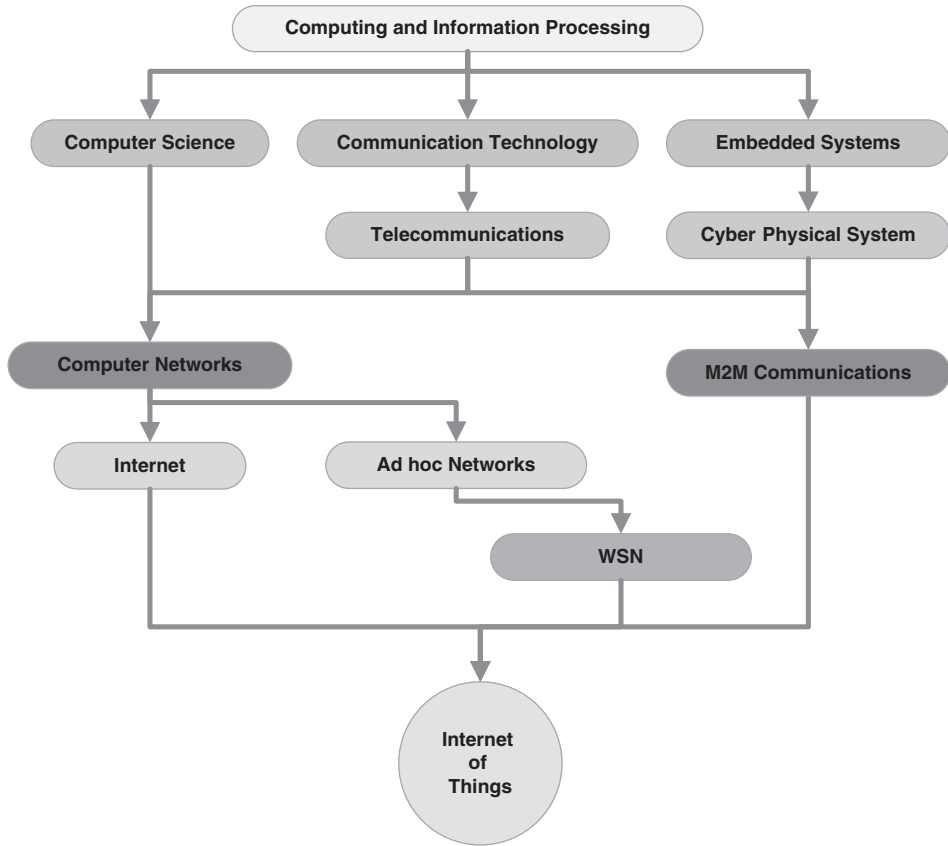 Computing and Information Processing
Computer Science
Communication Technology
Embedded Systems
Telecommunications
Cyber Physical System
Computer Networks
M2M Communications
Internet
Ad hoc Networks
WSN
Internet
of
Things